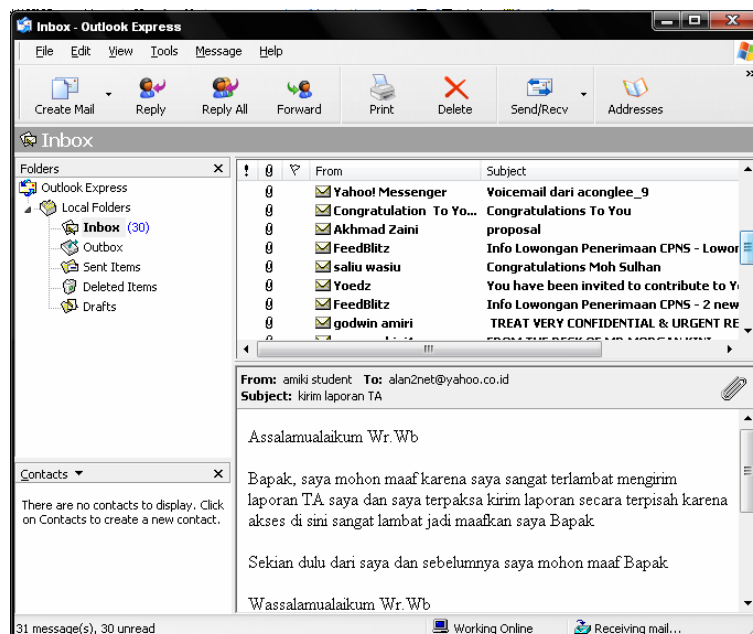 Inbox - Outlook Express
File Edit View Tools Message Help
Create Mail Reply Reply All Forward Print Delete Send/Recv Addresses
Inbox
Folders
Outlook Express
Local Folders
Inbox (30)
Outbox
Sent Items
Deleted Items
Drafts
Contacts
There are no contacts to display. Click
on Contacts to create a new contact.
! From Subject
Yahoo! Messenger Voicemail dari aconglee_9
Congratulation To Yo... Congratulations To You
Akhmad Zaini proposal
FeedBlitz Info Lowongan Penerimaan CPNS - Lowor
saliu wasiu Congratulations Moh Sulhan
Yoedz You have been invited to contribute to Y
FeedBlitz Info Lowongan Penerimaan CPNS - 2 new
godwin amiri TREAT VERY CONFIDENTIAL & URGENT RE
From: amiki student To: alan2net@yahoo.co.id
Subject: kirim laporan TA
Assalamualaikum Wr.Wb
Bapak, saya mohon maaf karena saya sangat terlambat mengirim
laporan TA saya dan saya terpaksa kirim laporan secara terpisah karena
akses di sini sangat lambat jadi maafkan saya Bapak
Sekian dulu dari saya dan sebelumnya saya mohon maaf Bapak
Wassalamualaikum Wr.Wb
31 message(s), 30 unread Working Online Receiving mail...